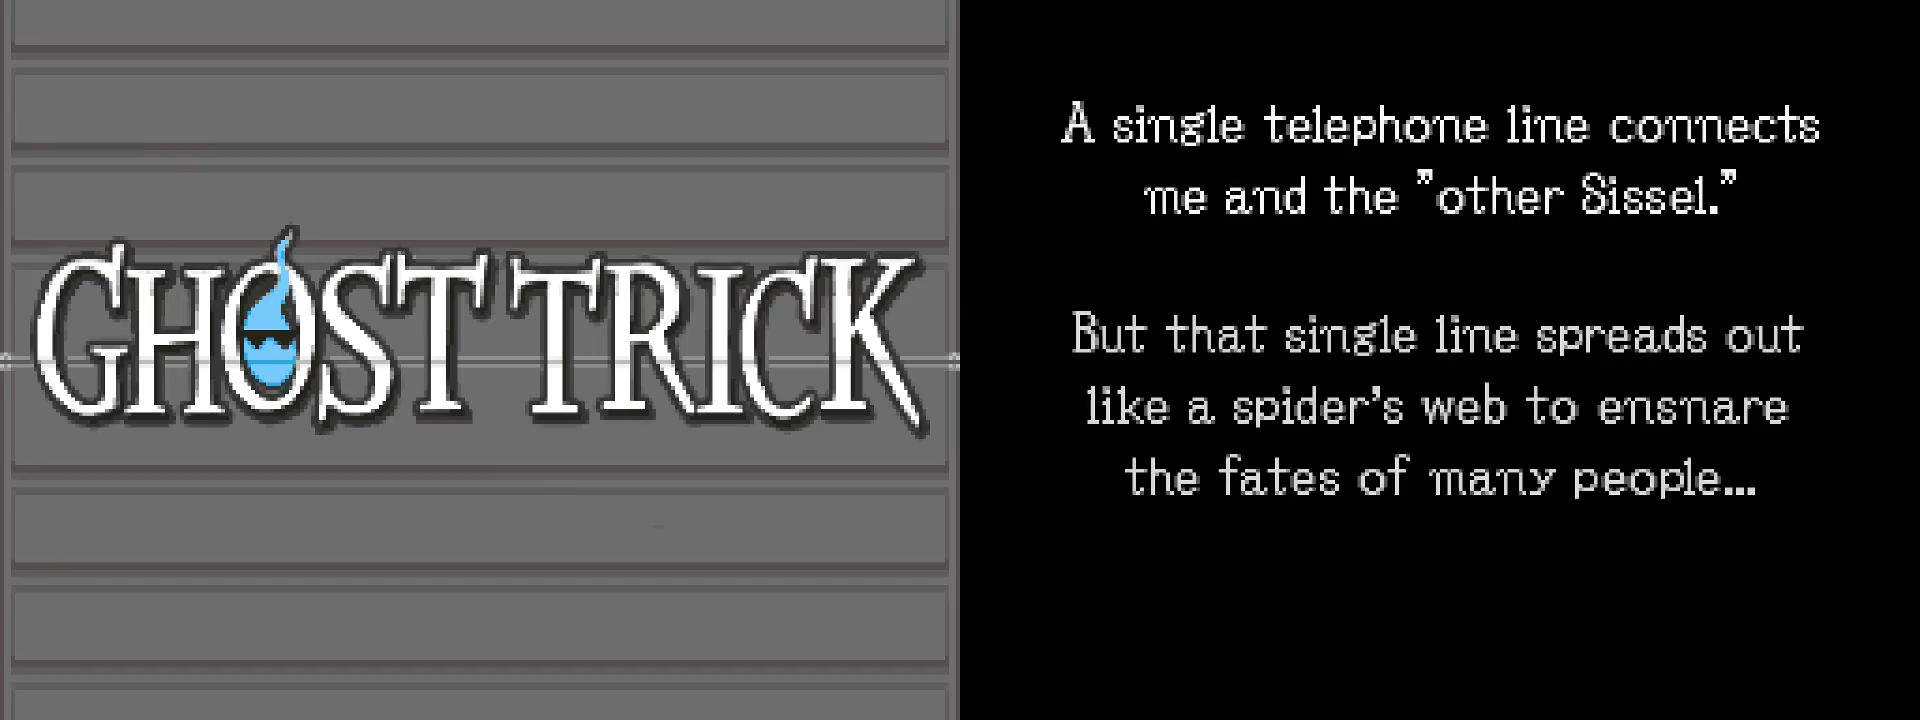 GHOST TRICK
A single telephone line connects
me and the "other Sissel."
But that single line spreads out
like a spider's web to ensnare
the fates of many people...